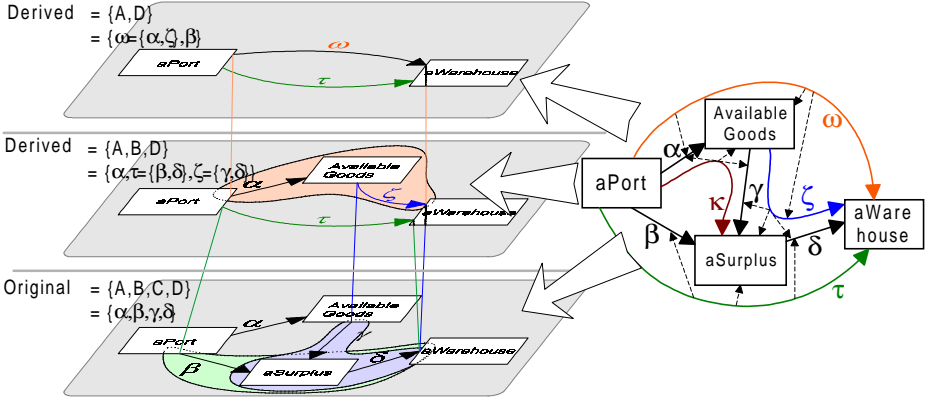 Derived = {A,D}
= {ω={α,ζ},β}
aPort
ω
τ
aWarehouse
Derived = {A,B,D}
= {α,τ={β,δ},ζ={γ,δ}
aPort
α
Available
Goods
ζ
τ
aWarehouse
Original = {A,B,C,D}
= {α,β,γ,δ}
aPort
α
Available
Goods
γ
β
aSurplus
δ
aWarehouse
Available
Goods
ω
α
aPort
κ
γ
ζ
aWare
house
β
aSurplus
δ
τ